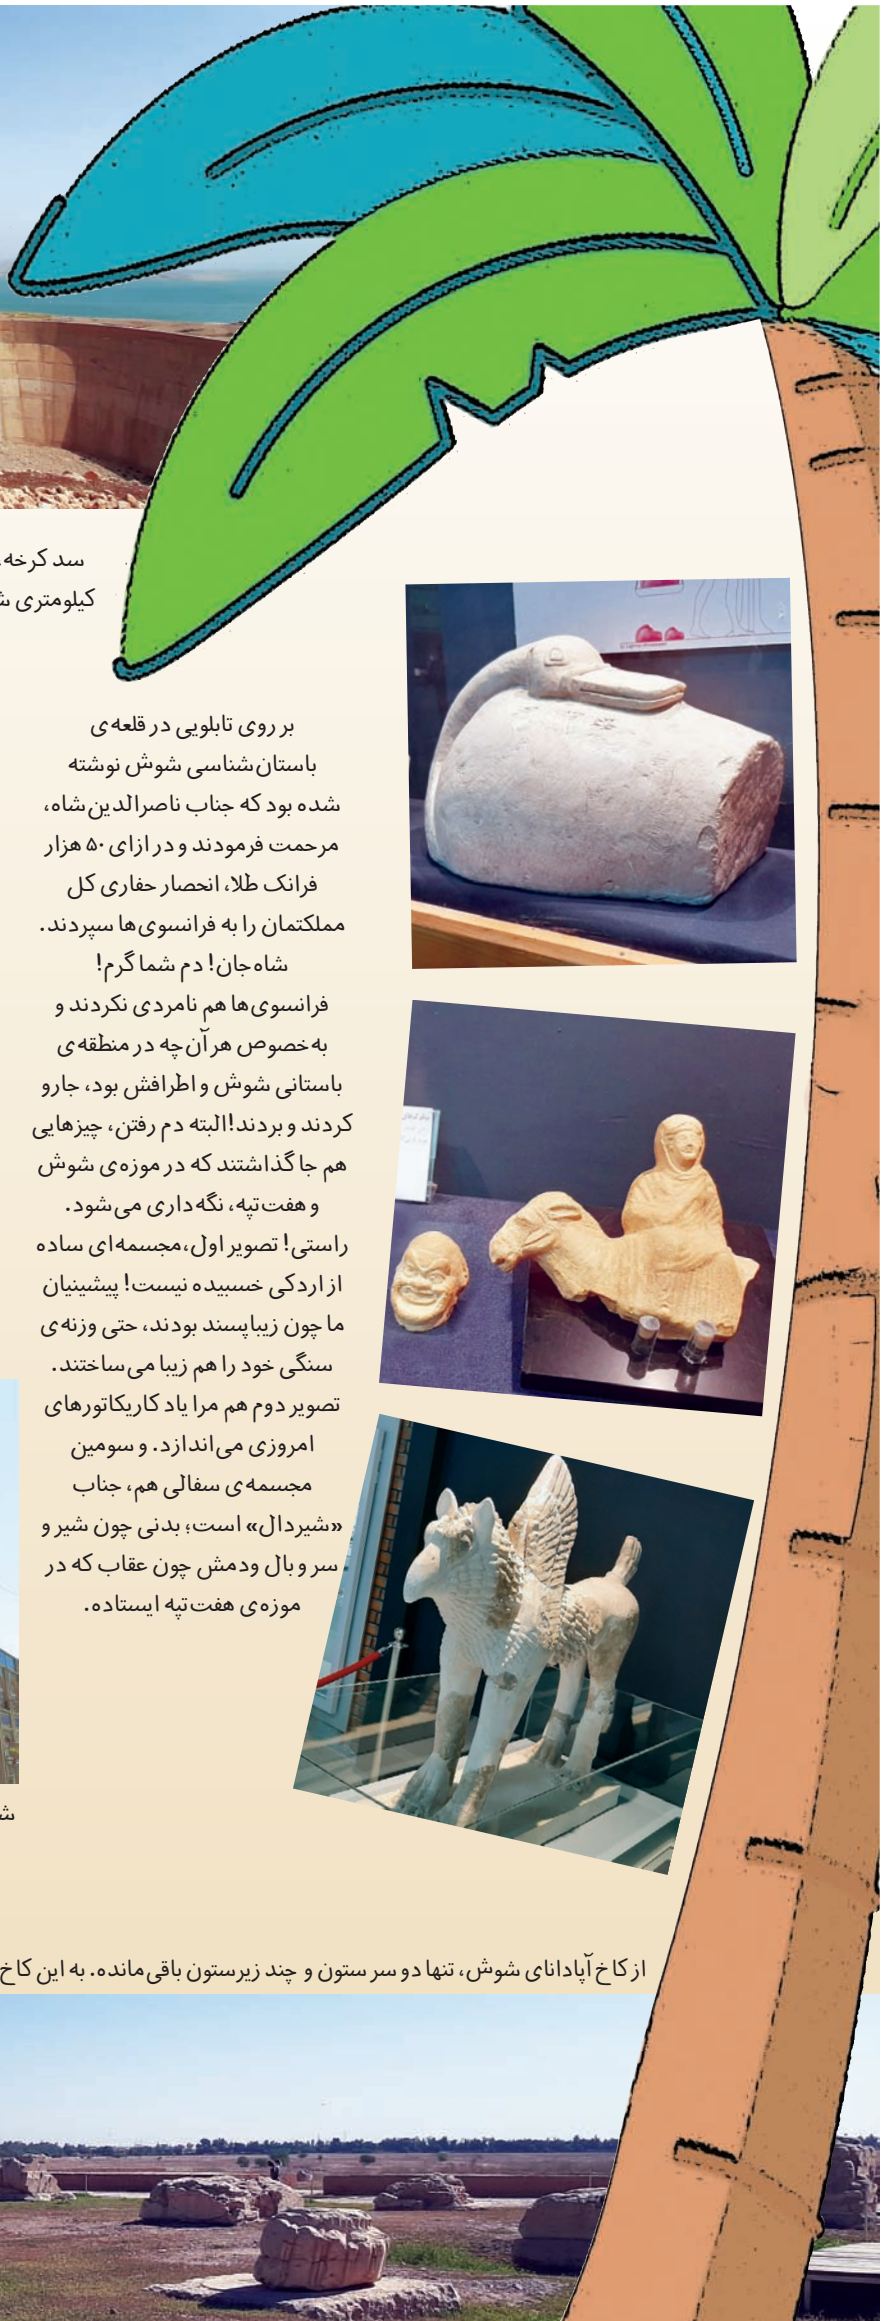 سد کرخه،
کیلومتری
بر روی تابلویی در قلعه‌ی
باستان‌شناسی شوش نوشته
شده بود که جناب ناصرالدین‌شاه،
مرحمت فرمودند و در ازای ۵۰ هزار
فرانک طلا، انحصار حفاری کل
مملکتمان را به فرانسوی‌ها سپردند.
شاه‌جان! دم شما گرم!
فرانسوی‌ها هم نامردی نکردند و
به‌خصوص هر آن‌چه در منطقه‌ی
باستانی شوش و اطرافش بود، جارو
کردند و بردند! البته دم رفتن، چیزهایی
هم جا گذاشتند که در موزه‌ی شوش
و هفت‌تپه، نگه‌داری می‌شود.
راستی! تصویر اول، مجسمه‌ای ساده
از اردکی خسبیده نیست! پیشینیان
ما چون زیباپسند بودند، حتی وزنه‌ی
سنگی خود را هم زیبا می‌ساختند.
تصویر دوم هم مرا یاد کاریکاتورهای
امروزی می‌اندازد. و سومین
مجسمه‌ی سفالی هم، جناب
«شیردال» است؛ بدنی چون شیر و
سر و بال ودمش چون عقاب که در
موزه‌ی هفت‌تپه ایستاده.
از کاخ آپادانای شوش، تنها دو سر ستون و چند زیرستون باقی‌مانده. به این کاخ